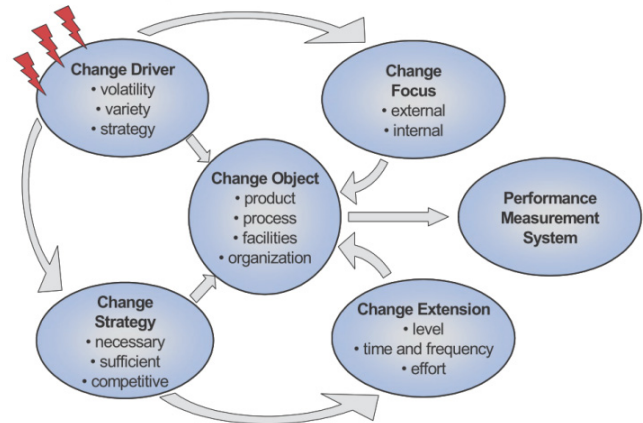 Change Driver
• volatility
• variety
• strategy
Change
Focus
• external
• internal
Change Object
• product
• process
• facilities
• organization
Performance
Measurement
System
Change
Strategy
• necessary
• sufficient
• competitive
Change Extension
• level
• time and frequency
• effort